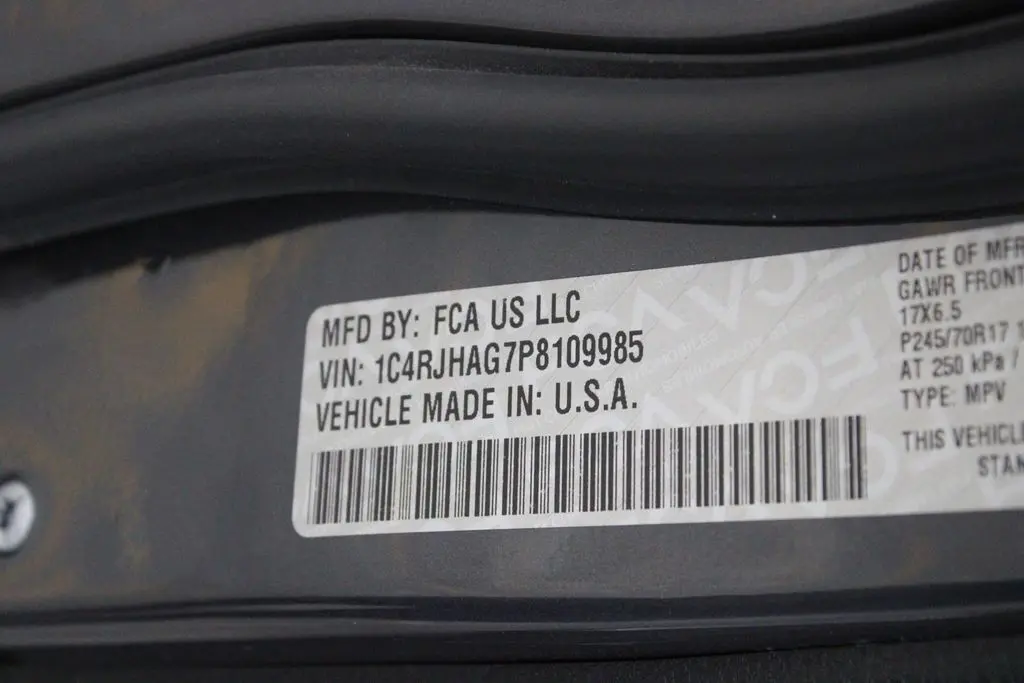 MFD BY: FCA US LLC
VIN: 1C4RJHAG7P8109985
VEHICLE MADE IN: U.S.A.
DATE OF MFR
GAWR FRONT
17X6.5
P245/70R17
AT 250 kPa /
TYPE: MPV
THIS VEHICL
STAN